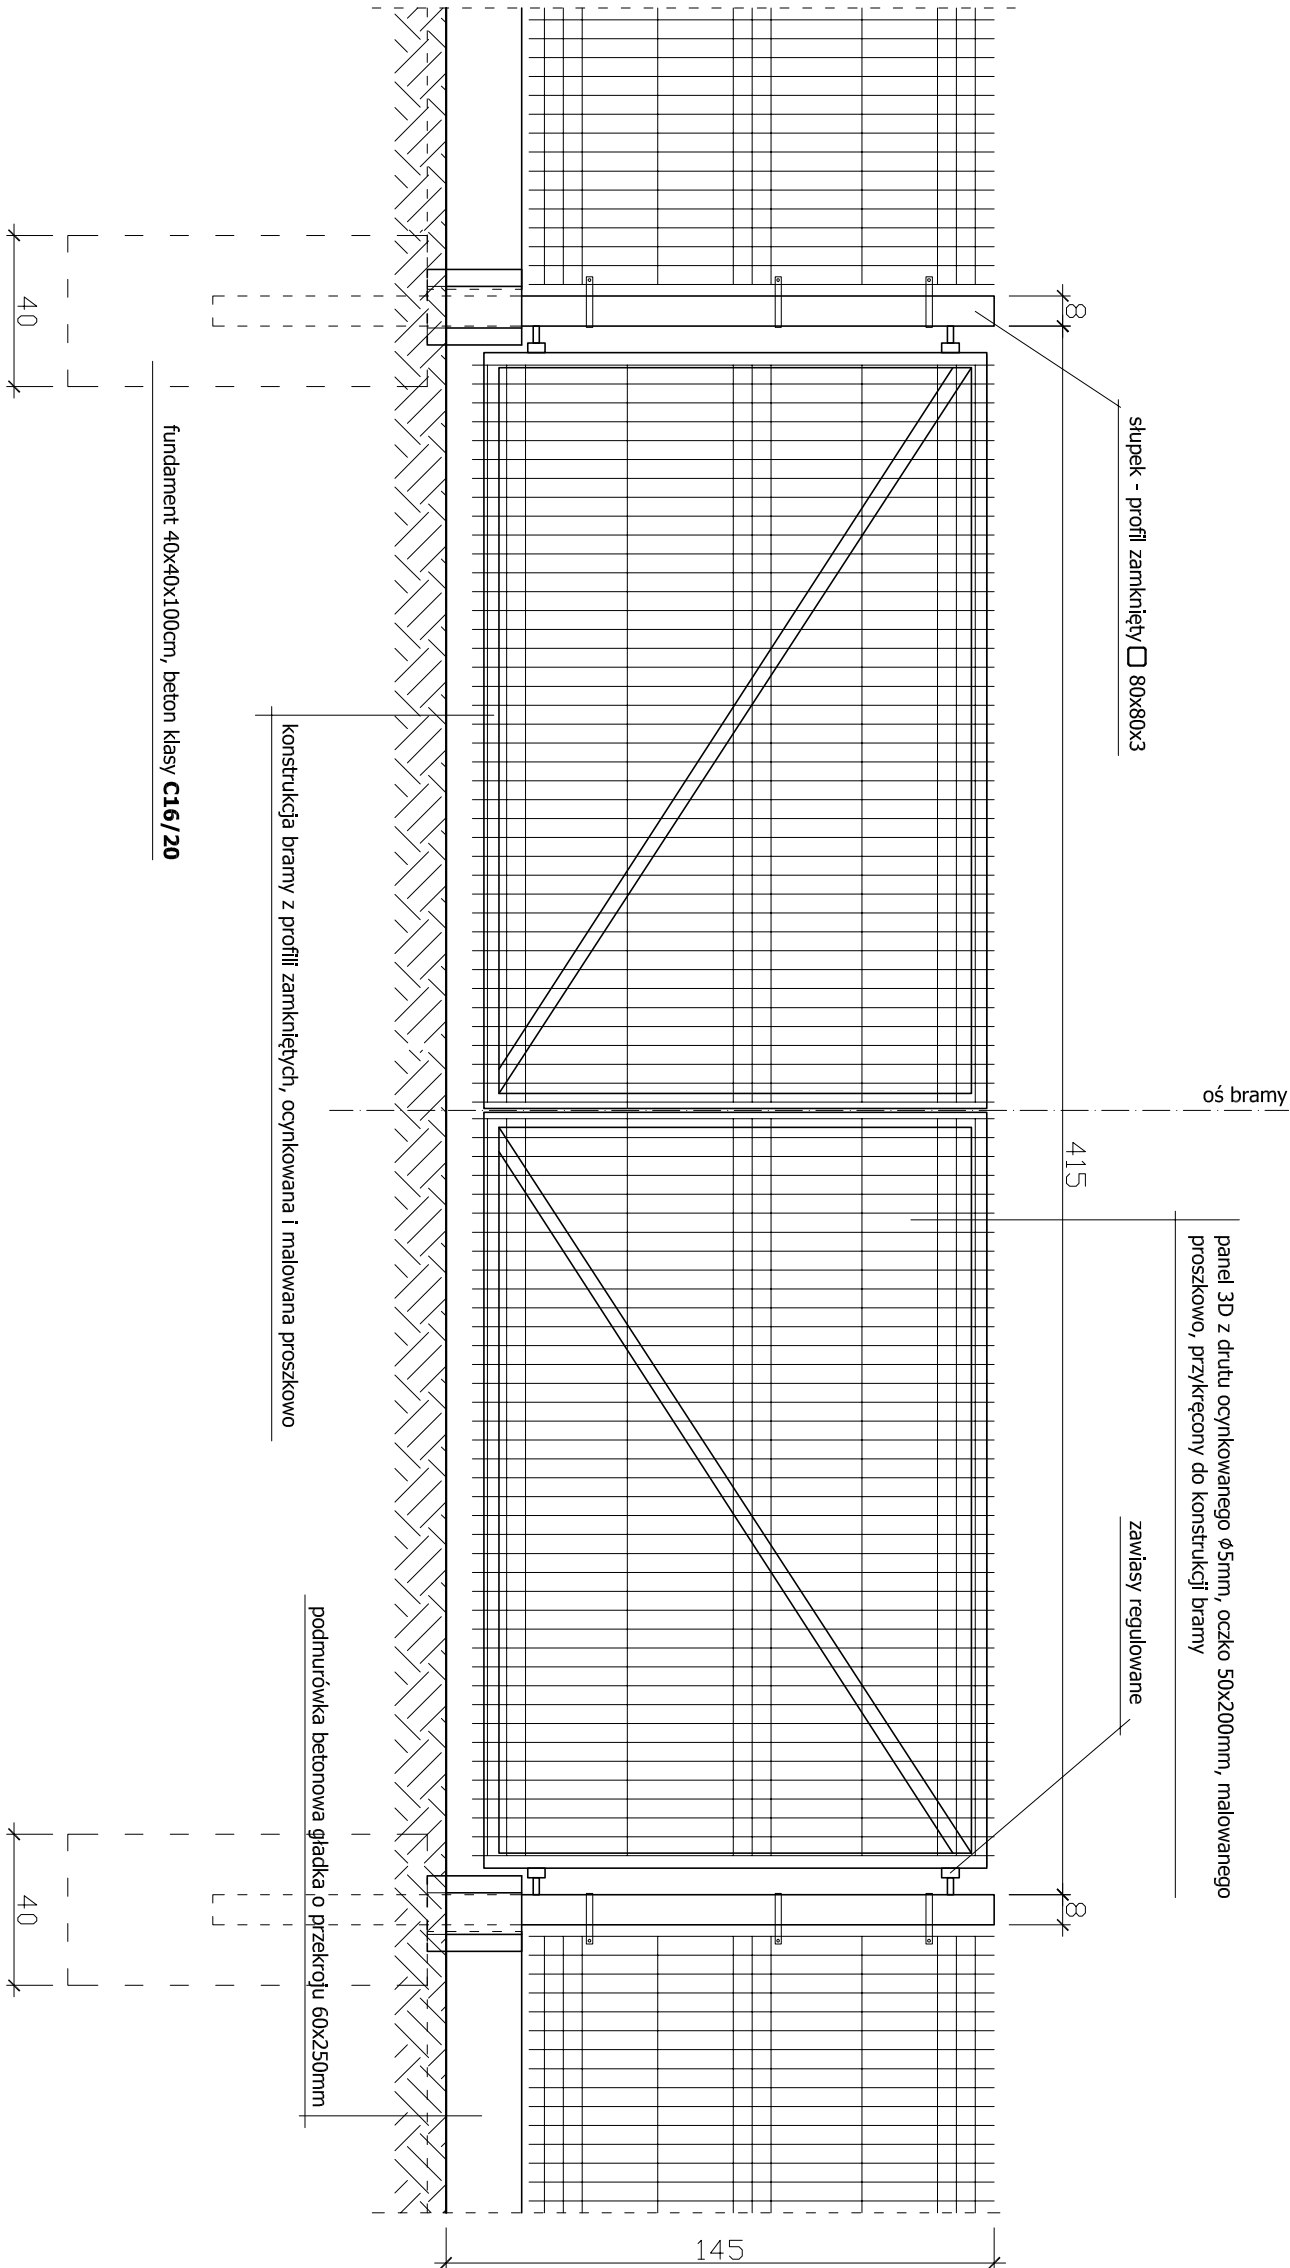 oś bramy
8
415
8
słupek - profil zamknięty 80x80x3
panel 3D z drutu ocynkowanego ø5mm, oczko 50x200mm, malowanego
proszkowo, przykręcony do konstrukcji bramy
zawiasy regulowane
145
podmurówka betonowa gładka o przekroju 60x250mm
konstrukcja bramy z profili zamkniętych, ocynkowana i malowana proszkowo
fundament 40x40x100cm, beton klasy C16/20
40
40